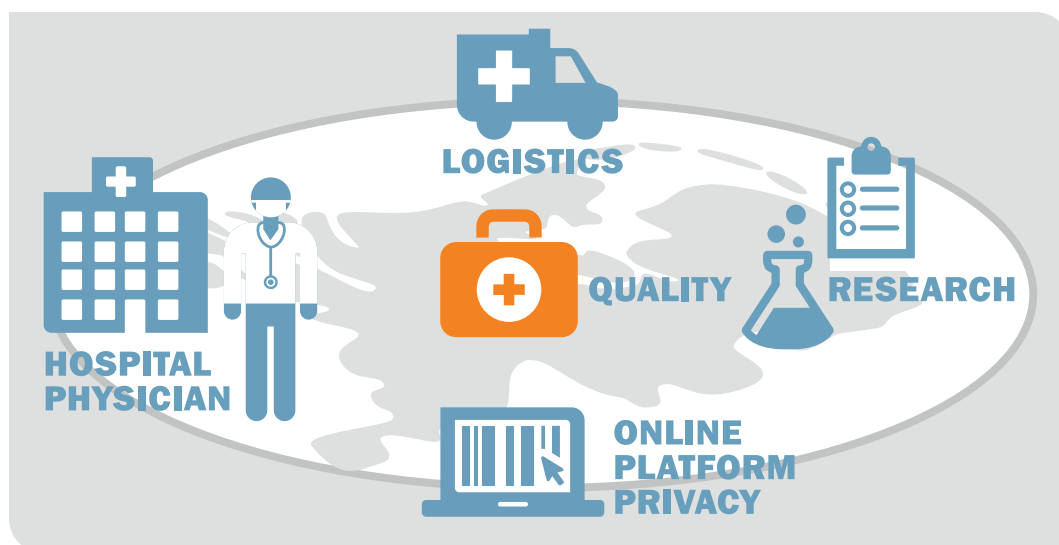 LOGISTICS
QUALITY
RESEARCH
HOSPITAL
PHYSICIAN
ONLINE
PLATFORM
PRIVACY